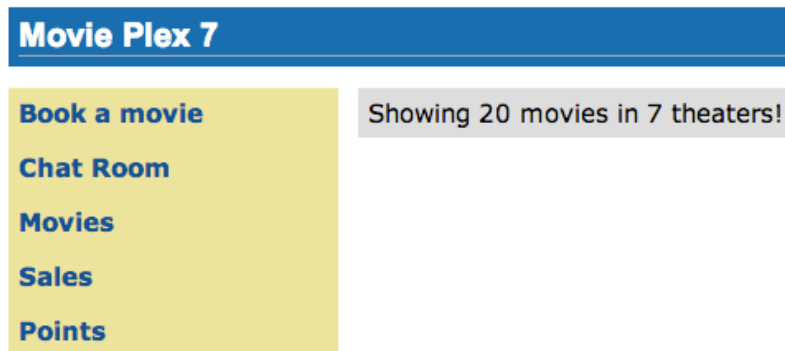 Movie Plex 7
Book a movie
Chat Room
Movies
Sales
Points
Showing 20 movies in 7 theaters!